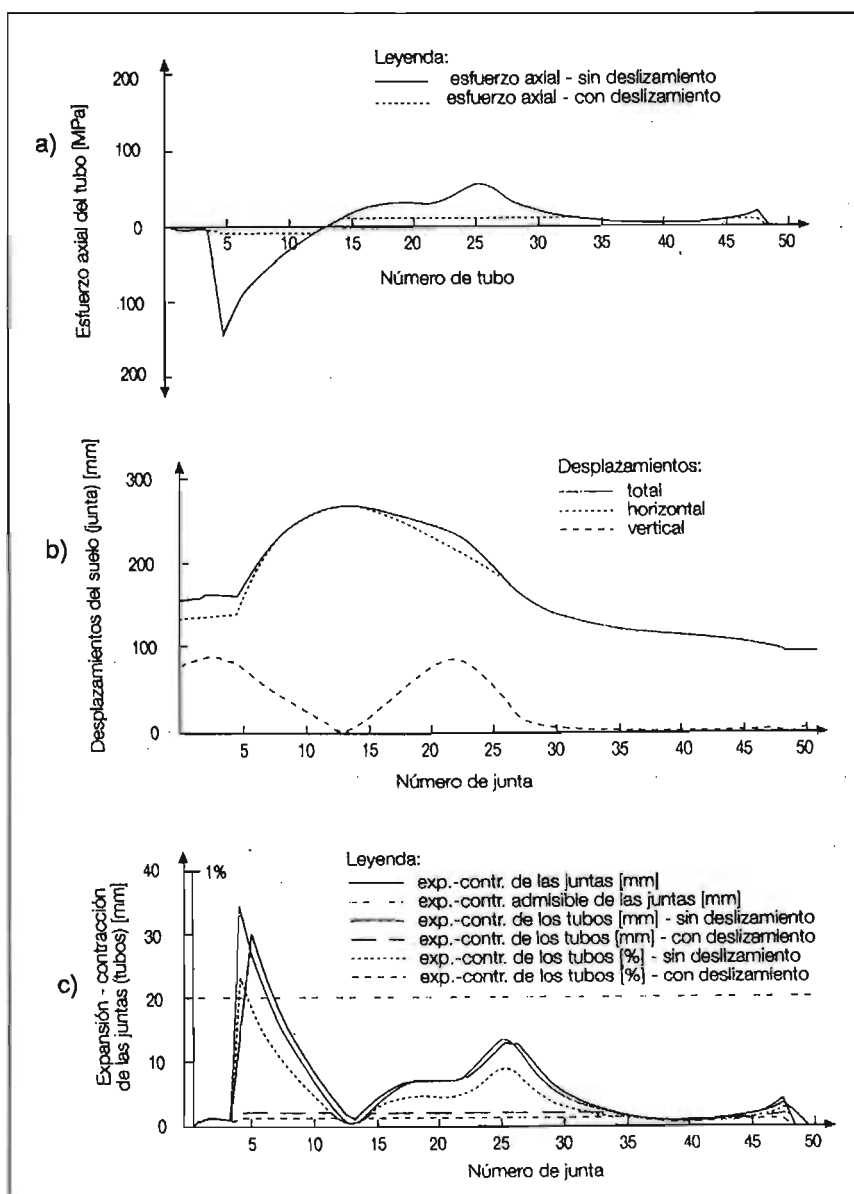 Leyenda:
esfuerzo axial - sin deslizamiento
esfuerzo axial - con deslizamiento
a)
Esfuerzo axial del tubo [MPa]
200
100
0
100
200
5 10 15 20 25 30 35 40 45 50
Número de tubo
Desplazamientos:
total
horizontal
vertical
b)
Desplazamientos del suelo (junta) [mm]
300
200
100
0
5 10 15 20 25 30 35 40 45 50
Número de junta
Leyenda:
exp.-contr. de las juntas [mm]
exp.-contr. admisible de las juntas [mm]
exp.-contr. de los tubos [mm] - sin deslizamiento
exp.-contr. de los tubos [mm] - con deslizamiento
exp.-contr. de los tubos [%] - sin deslizamiento
exp.-contr. de los tubos [%] - con deslizamiento
c)
Expansión - contracción
de las juntas (tubos) [mm]
40
1%
30
20
10
0
5 10 15 20 25 30 35 40 45 50
Número de junta